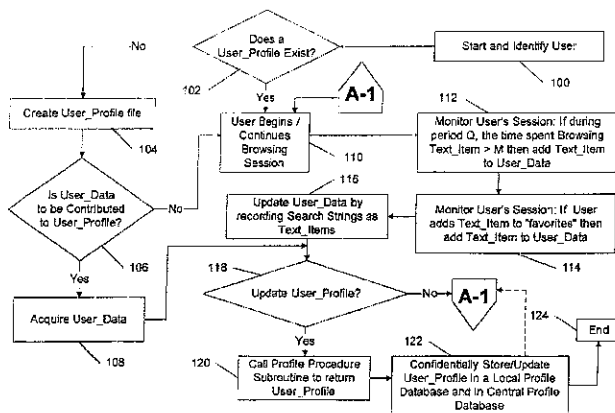 No
Does a
User_Profile Exist?
102
Start and Identify User
100
Yes
A-1
Create User_Profile file
104
User Begins /
Continues
Browsing
Session
110
112
Monitor User's Session: If during
period Q, the time spent Browsing
Text_Item > M then add Text_Item
to User_Data
Is User_Data
to be Contributed
to User_Profile?
106
No
Yes
116
Update User_Data by
recording Search Strings as
Text_Items
Monitor User's Session: If User
adds Text_Item to "favorites" then
add Text_Item to User_Data
114
Acquire User_Data
108
118
Update User_Profile?
No
A-1
Yes
120
Call Profile Procedure
Subroutine to return
User_Profile
122
Confidentially Store/Update
User_Profile in a Local Profile
Database and in Central Profile
Database
124
End